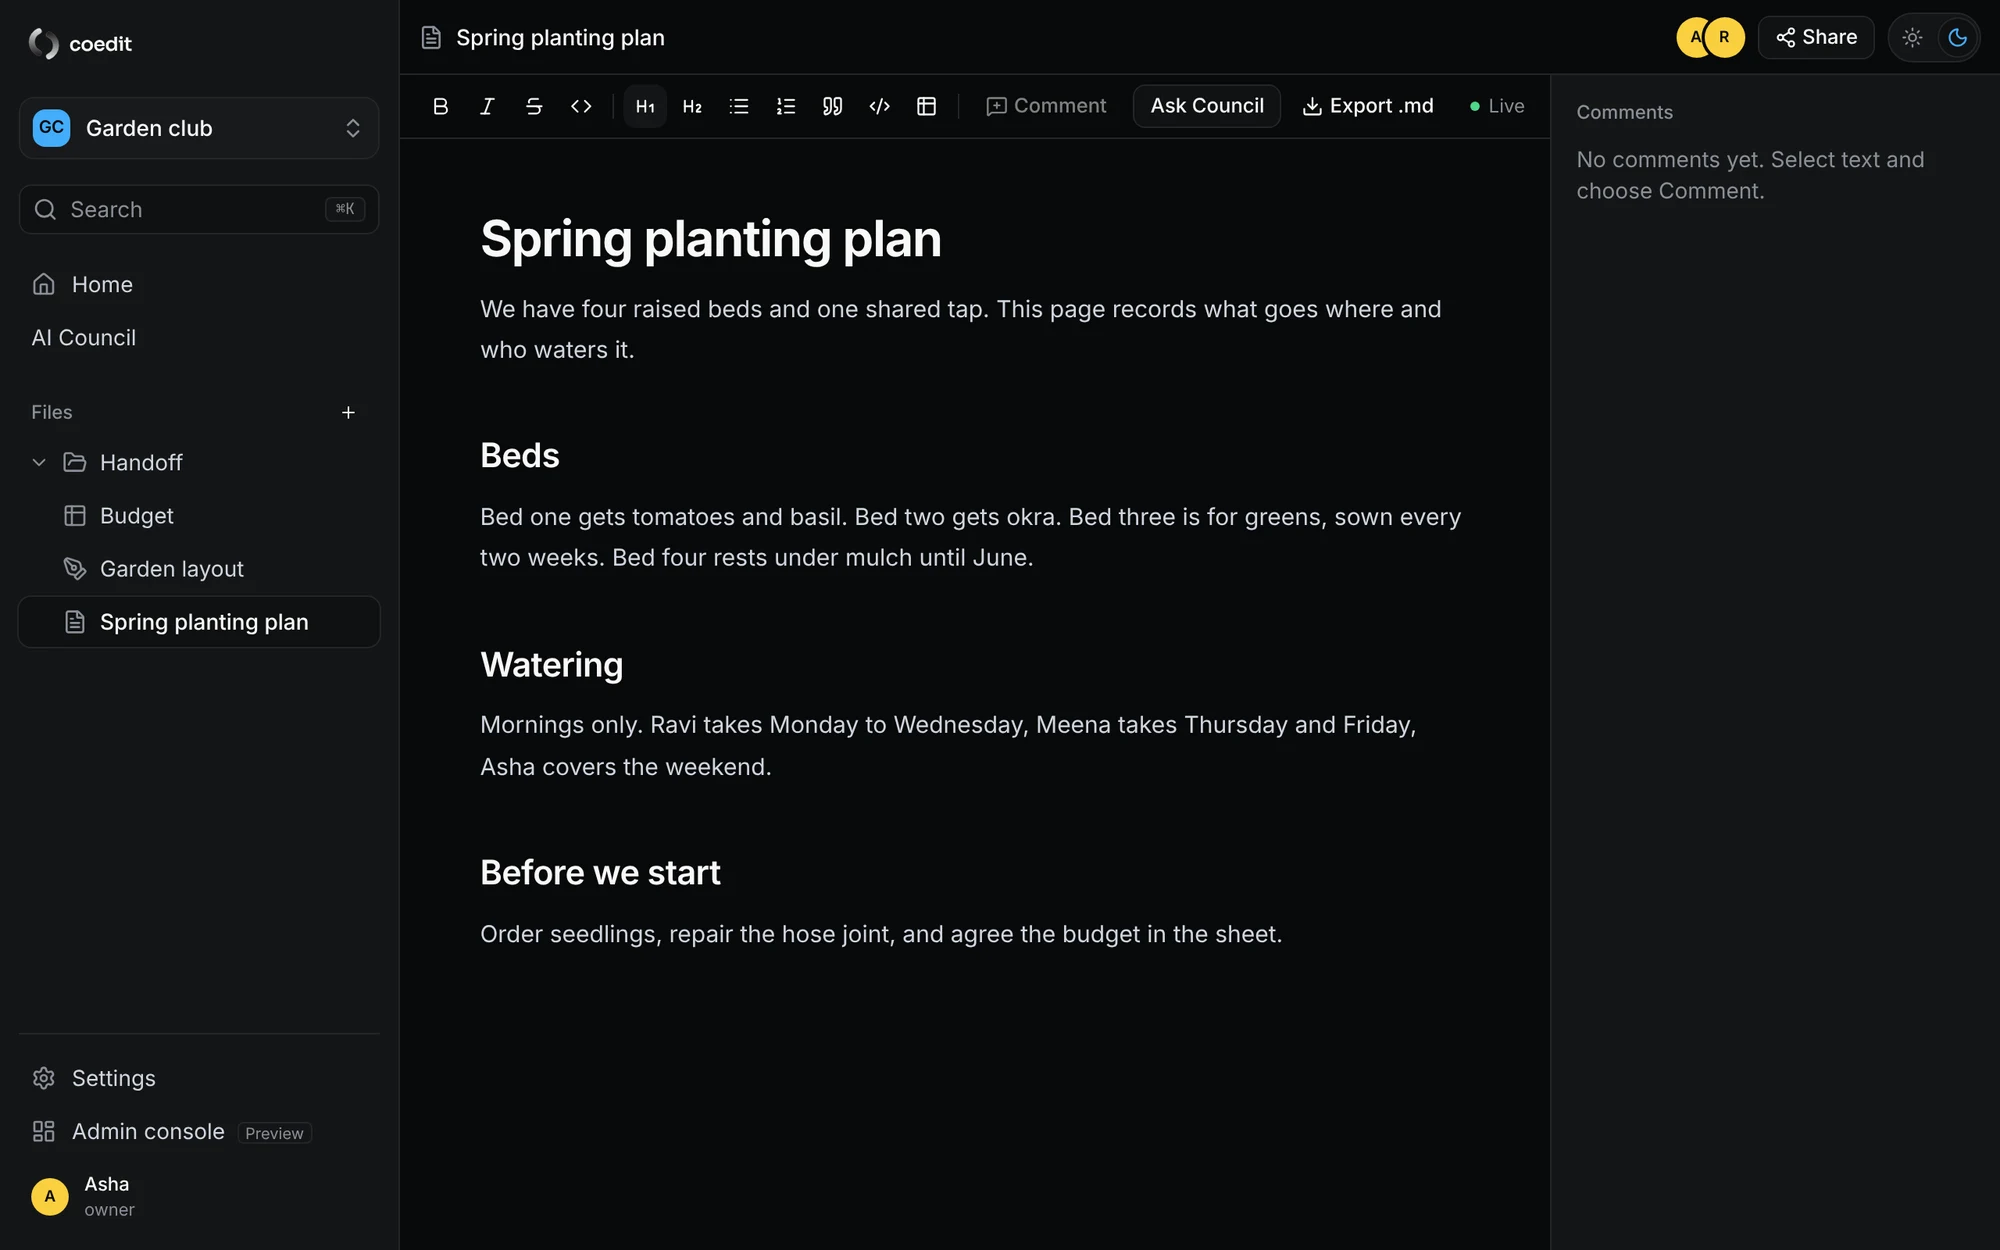 coedit
GC Garden club
Search ⌘K
Home
AI Council
Files +
Handoff
Budget
Garden layout
Spring planting plan
Settings
Admin console Preview
A Asha
owner
Spring planting plan
A R Share
B I S H1 H2 Comment Ask Council Export .md Live
Spring planting plan
We have four raised beds and one shared tap. This page records what goes where and
who waters it.
Beds
Bed one gets tomatoes and basil. Bed two gets okra. Bed three is for greens, sown every
two weeks. Bed four rests under mulch until June.
Watering
Mornings only. Ravi takes Monday to Wednesday, Meena takes Thursday and Friday,
Asha covers the weekend.
Before we start
Order seedlings, repair the hose joint, and agree the budget in the sheet.
Comments
No comments yet. Select text and
choose Comment.